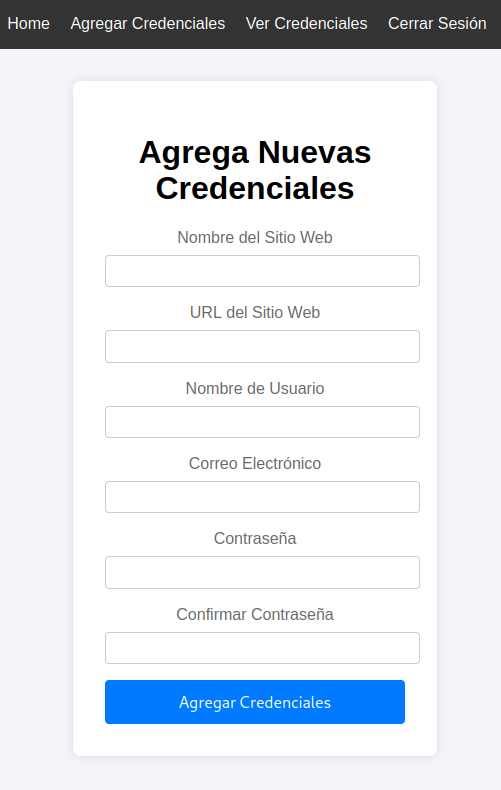 Home Agregar Credenciales Ver Credenciales Cerrar Sesión
Agrega Nuevas
Credenciales
Nombre del Sitio Web
URL del Sitio Web
Nombre de Usuario
Correo Electrónico
Contraseña
Confirmar Contraseña
Agregar Credenciales